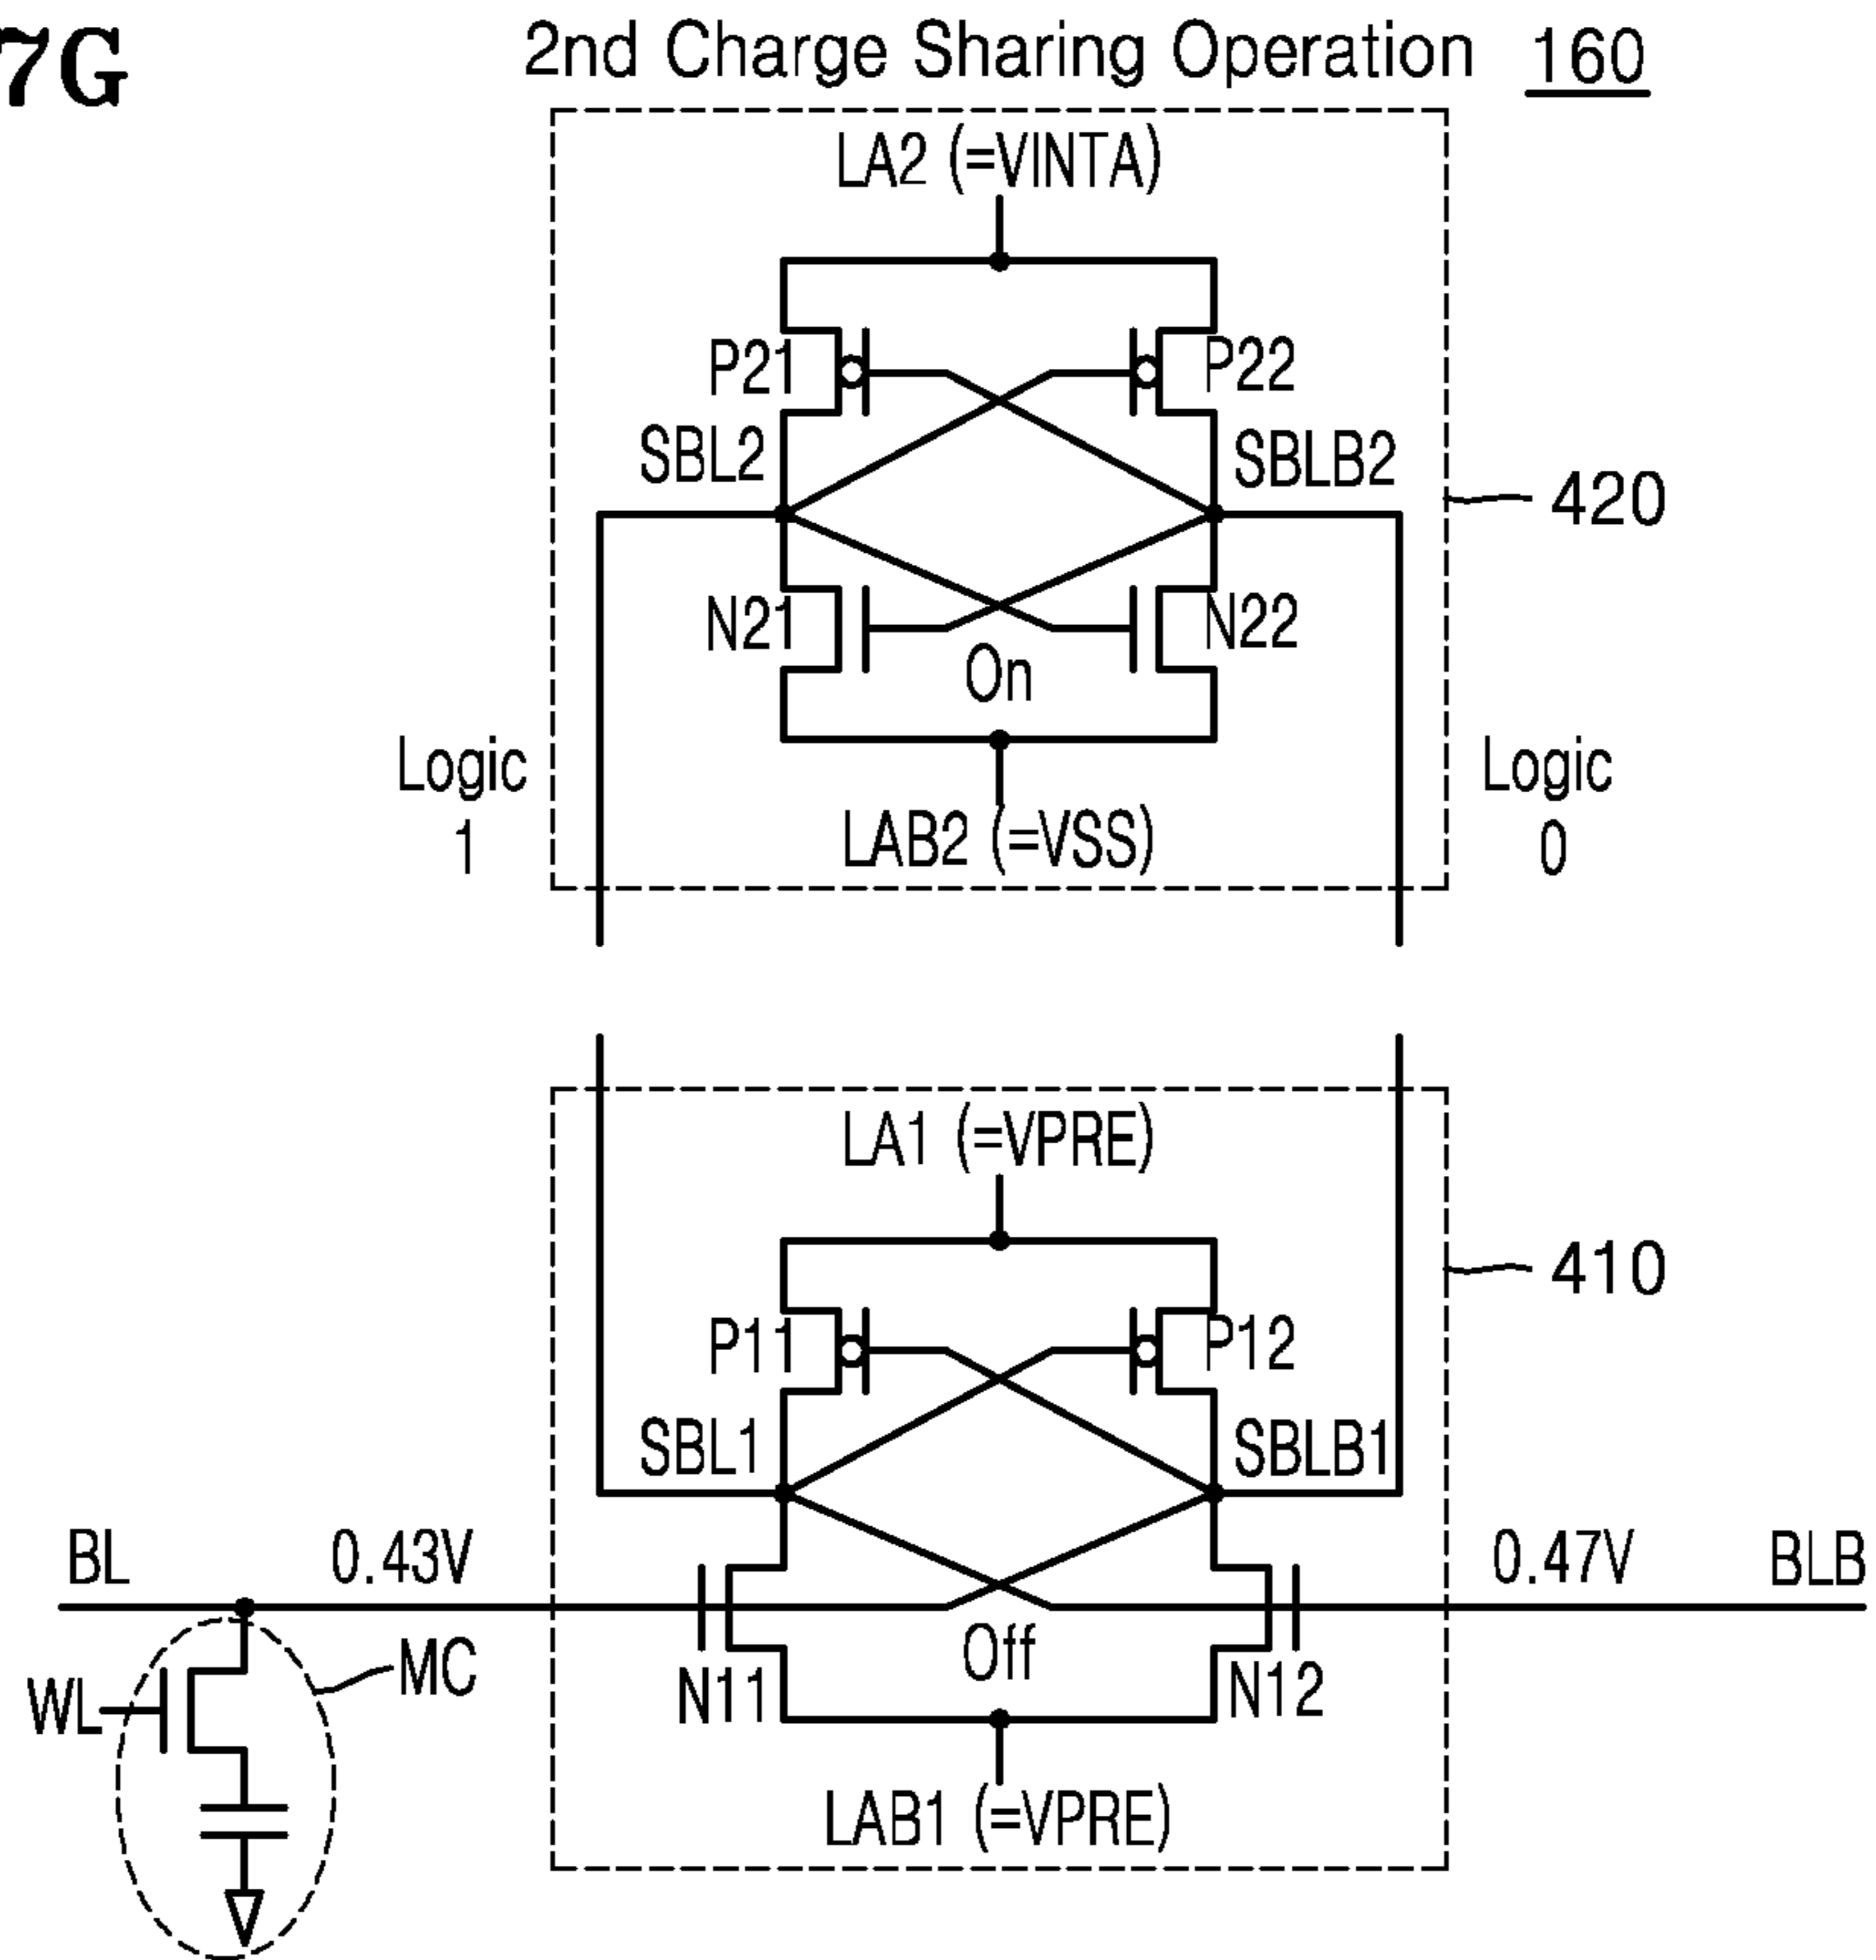 7G
2nd Charge Sharing Operation 160
LA2 (=VINTA)
P21 P22
SBL2 SBLB2
420
N21 N22
On
Logic 1
Logic 0
LAB2 (=VSS)
LA1 (=VPRE)
410
P11 P12
SBL1 SBLB1
BL 0.43V 0.47V BLB
Off
MC
WL
N11 N12
LAB1 (=VPRE)